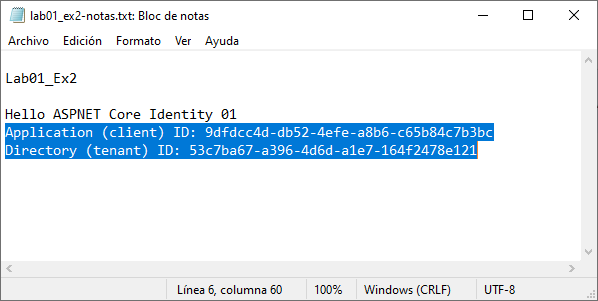 lab01_ex2-notas.txt: Bloc de notas
Archivo Edición Formato Ver Ayuda
Lab01_Ex2
Hello ASPNET Core Identity 01
Application (client) ID: 9dfdcc4d-db52-4efe-a8b6-c65b84c7b3bc
Directory (tenant) ID: 53c7ba67-a396-4d6d-a1e7-164f2478e121
Línea 6, columna 60 100% Windows (CRLF) UTF-8